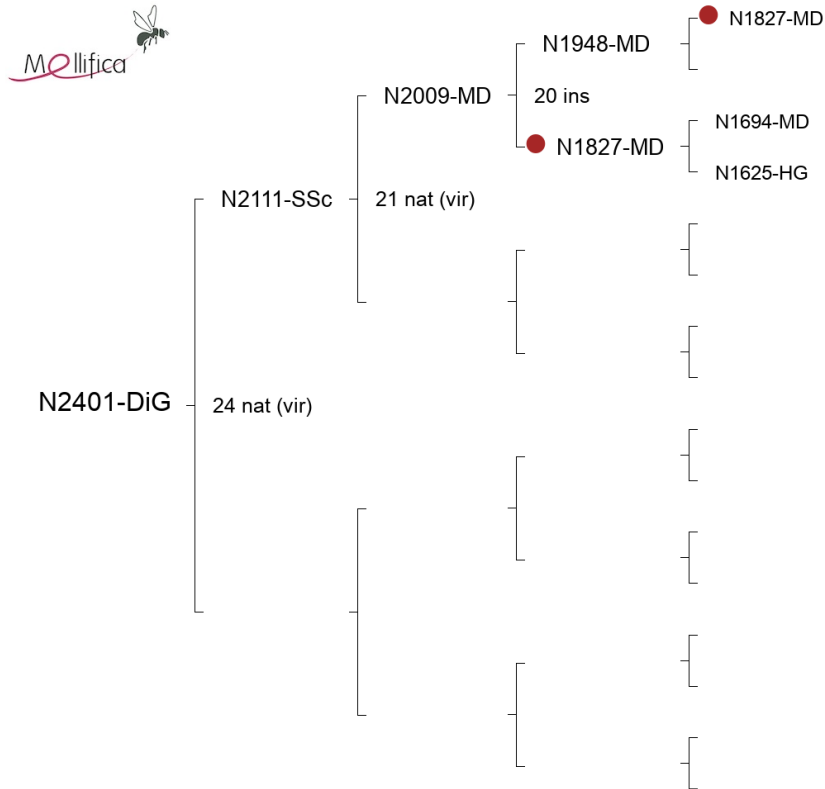 Mellifica
N1827-MD
N1948-MD
N2009-MD
20 ins
N1694-MD
N1827-MD
N1625-HG
N2111-SSc
21 nat (vir)
N2401-DiG
24 nat (vir)